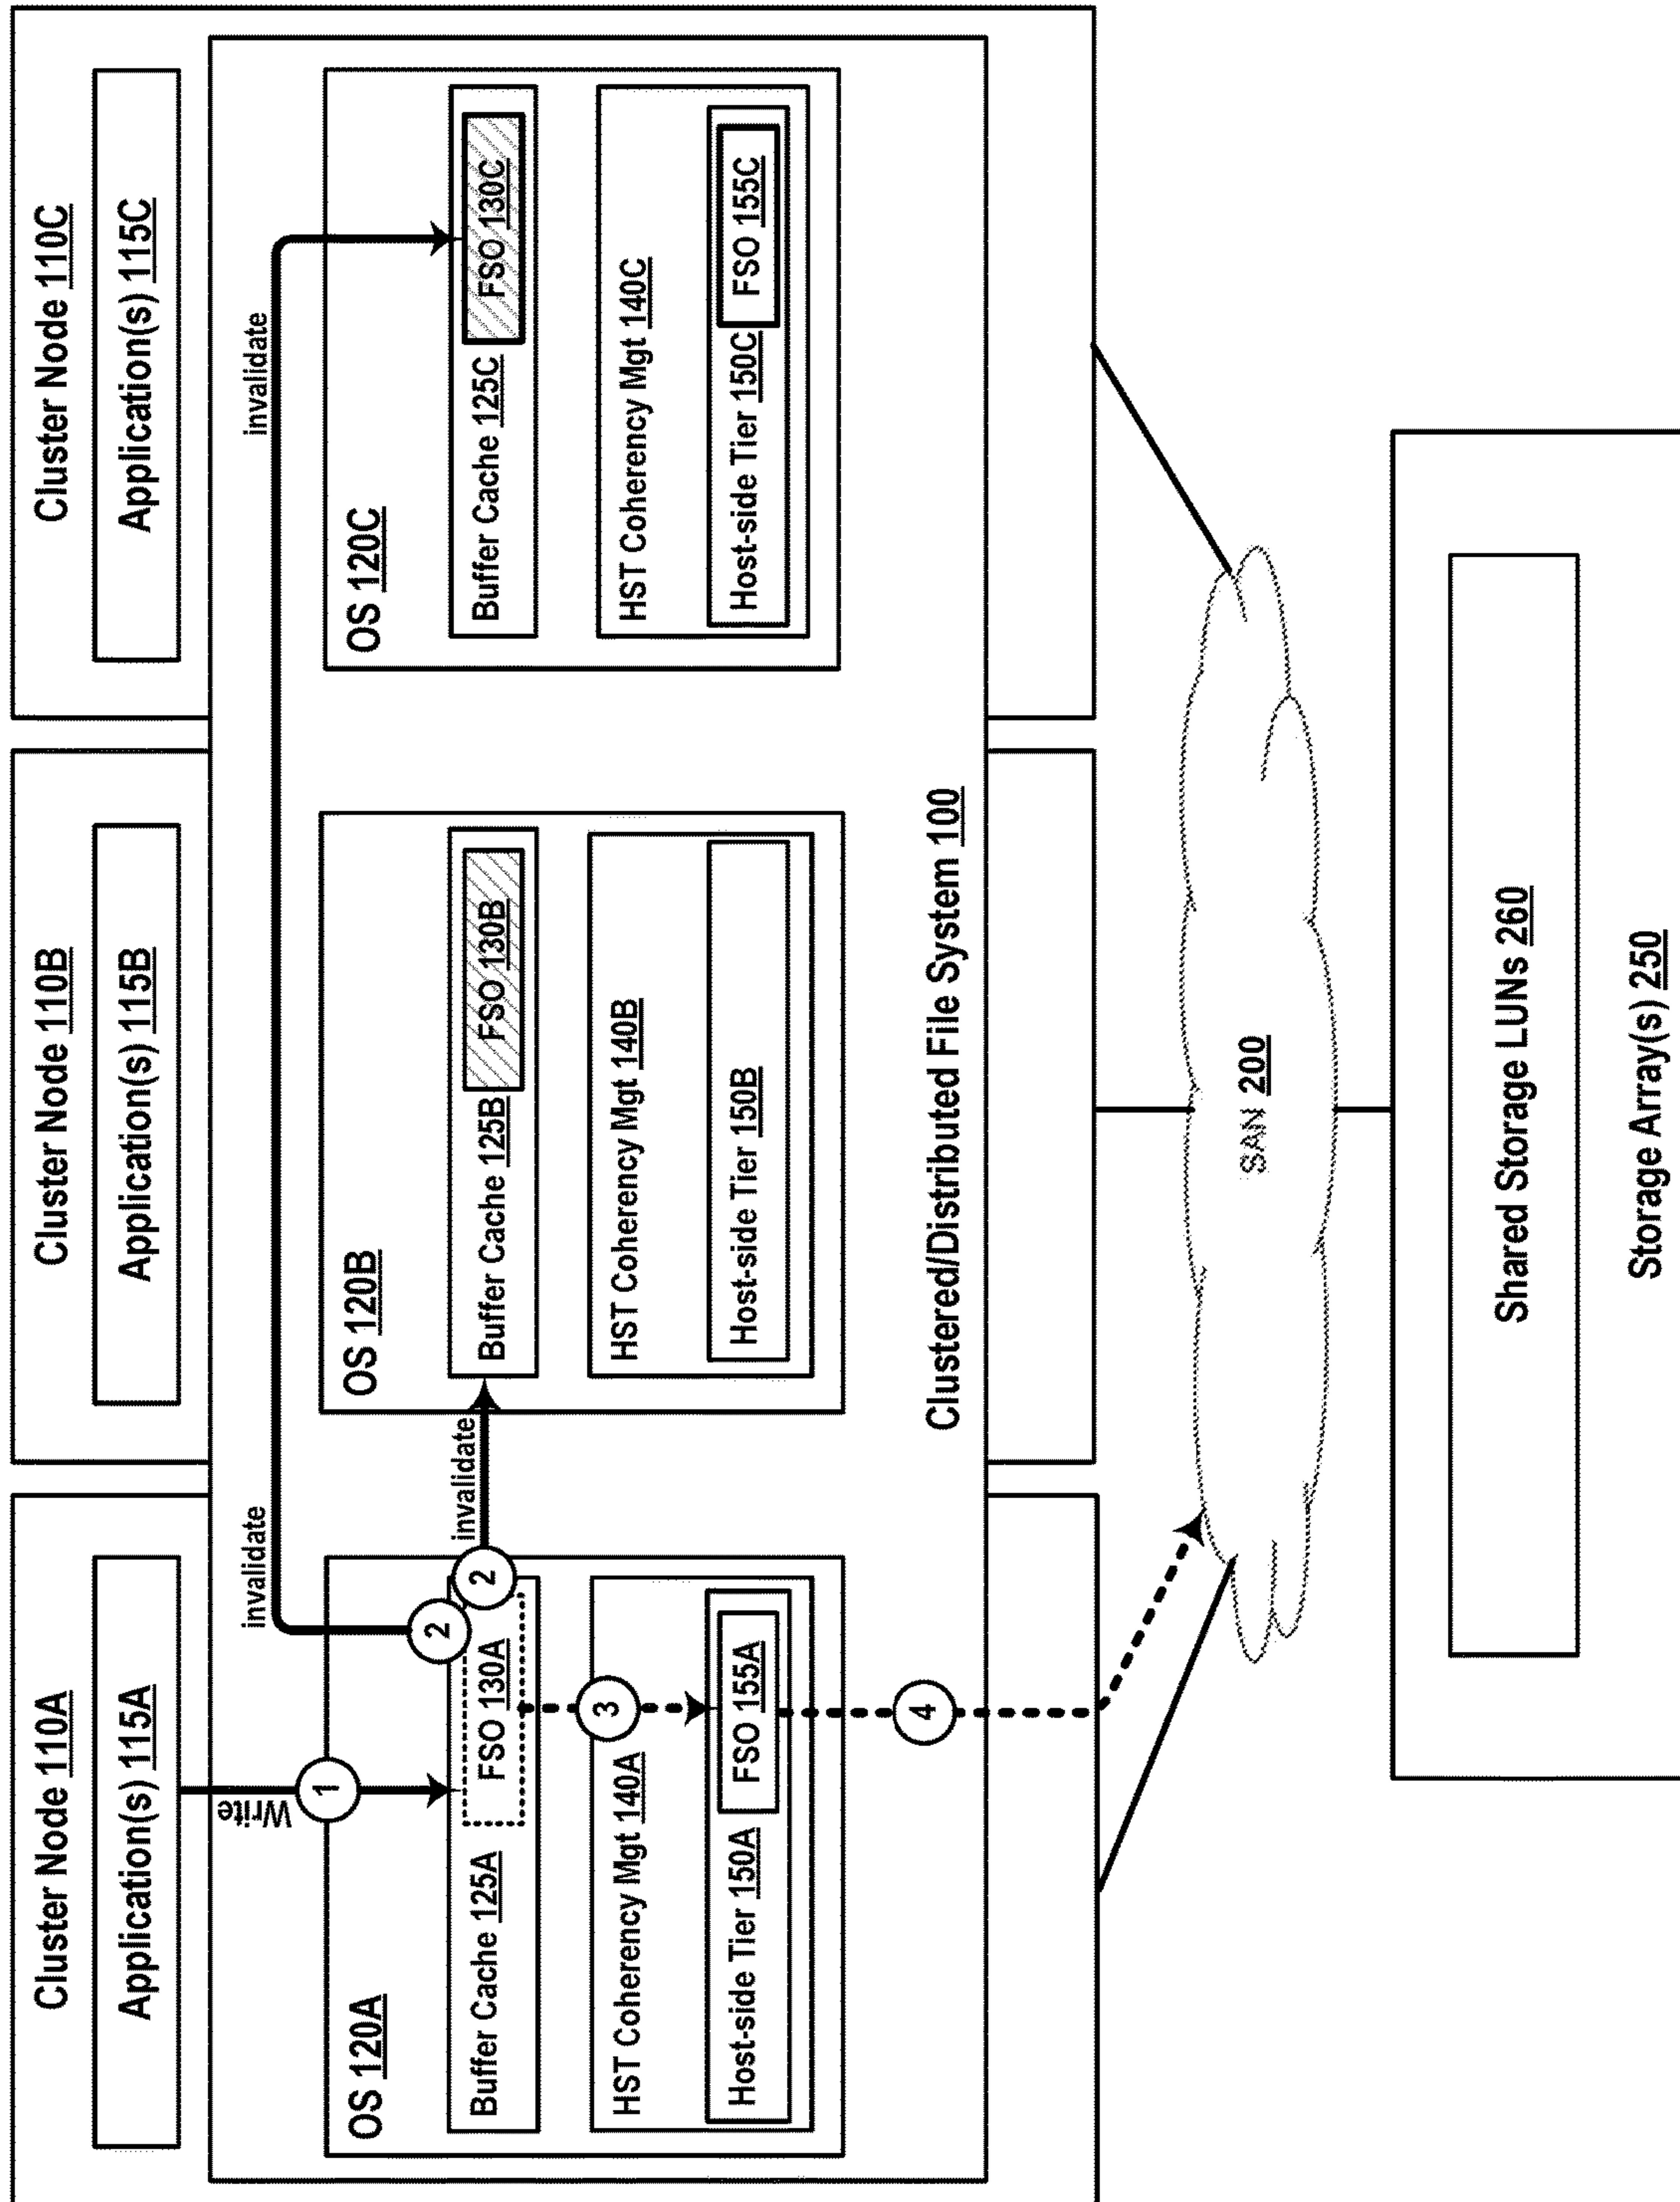 Cluster Node 110A
Application(s) 115A
Write
1
OS 120A
Buffer Cache 125A
FSO 130A
2
2
invalidate
invalidate
HST Coherency Mgt 140A
3
Host-side Tier 150A
FSO 155A
4
Cluster Node 110B
Application(s) 115B
OS 120B
Buffer Cache 125B
FSO 130B
HST Coherency Mgt 140B
Host-side Tier 150B
Cluster Node 110C
Application(s) 115C
invalidate
OS 120C
Buffer Cache 125C
FSO 130C
HST Coherency Mgt 140C
Host-side Tier 150C
FSO 155C
Clustered/Distributed File System 100
SAN 200
Shared Storage LUNs 260
Storage Array(s) 250